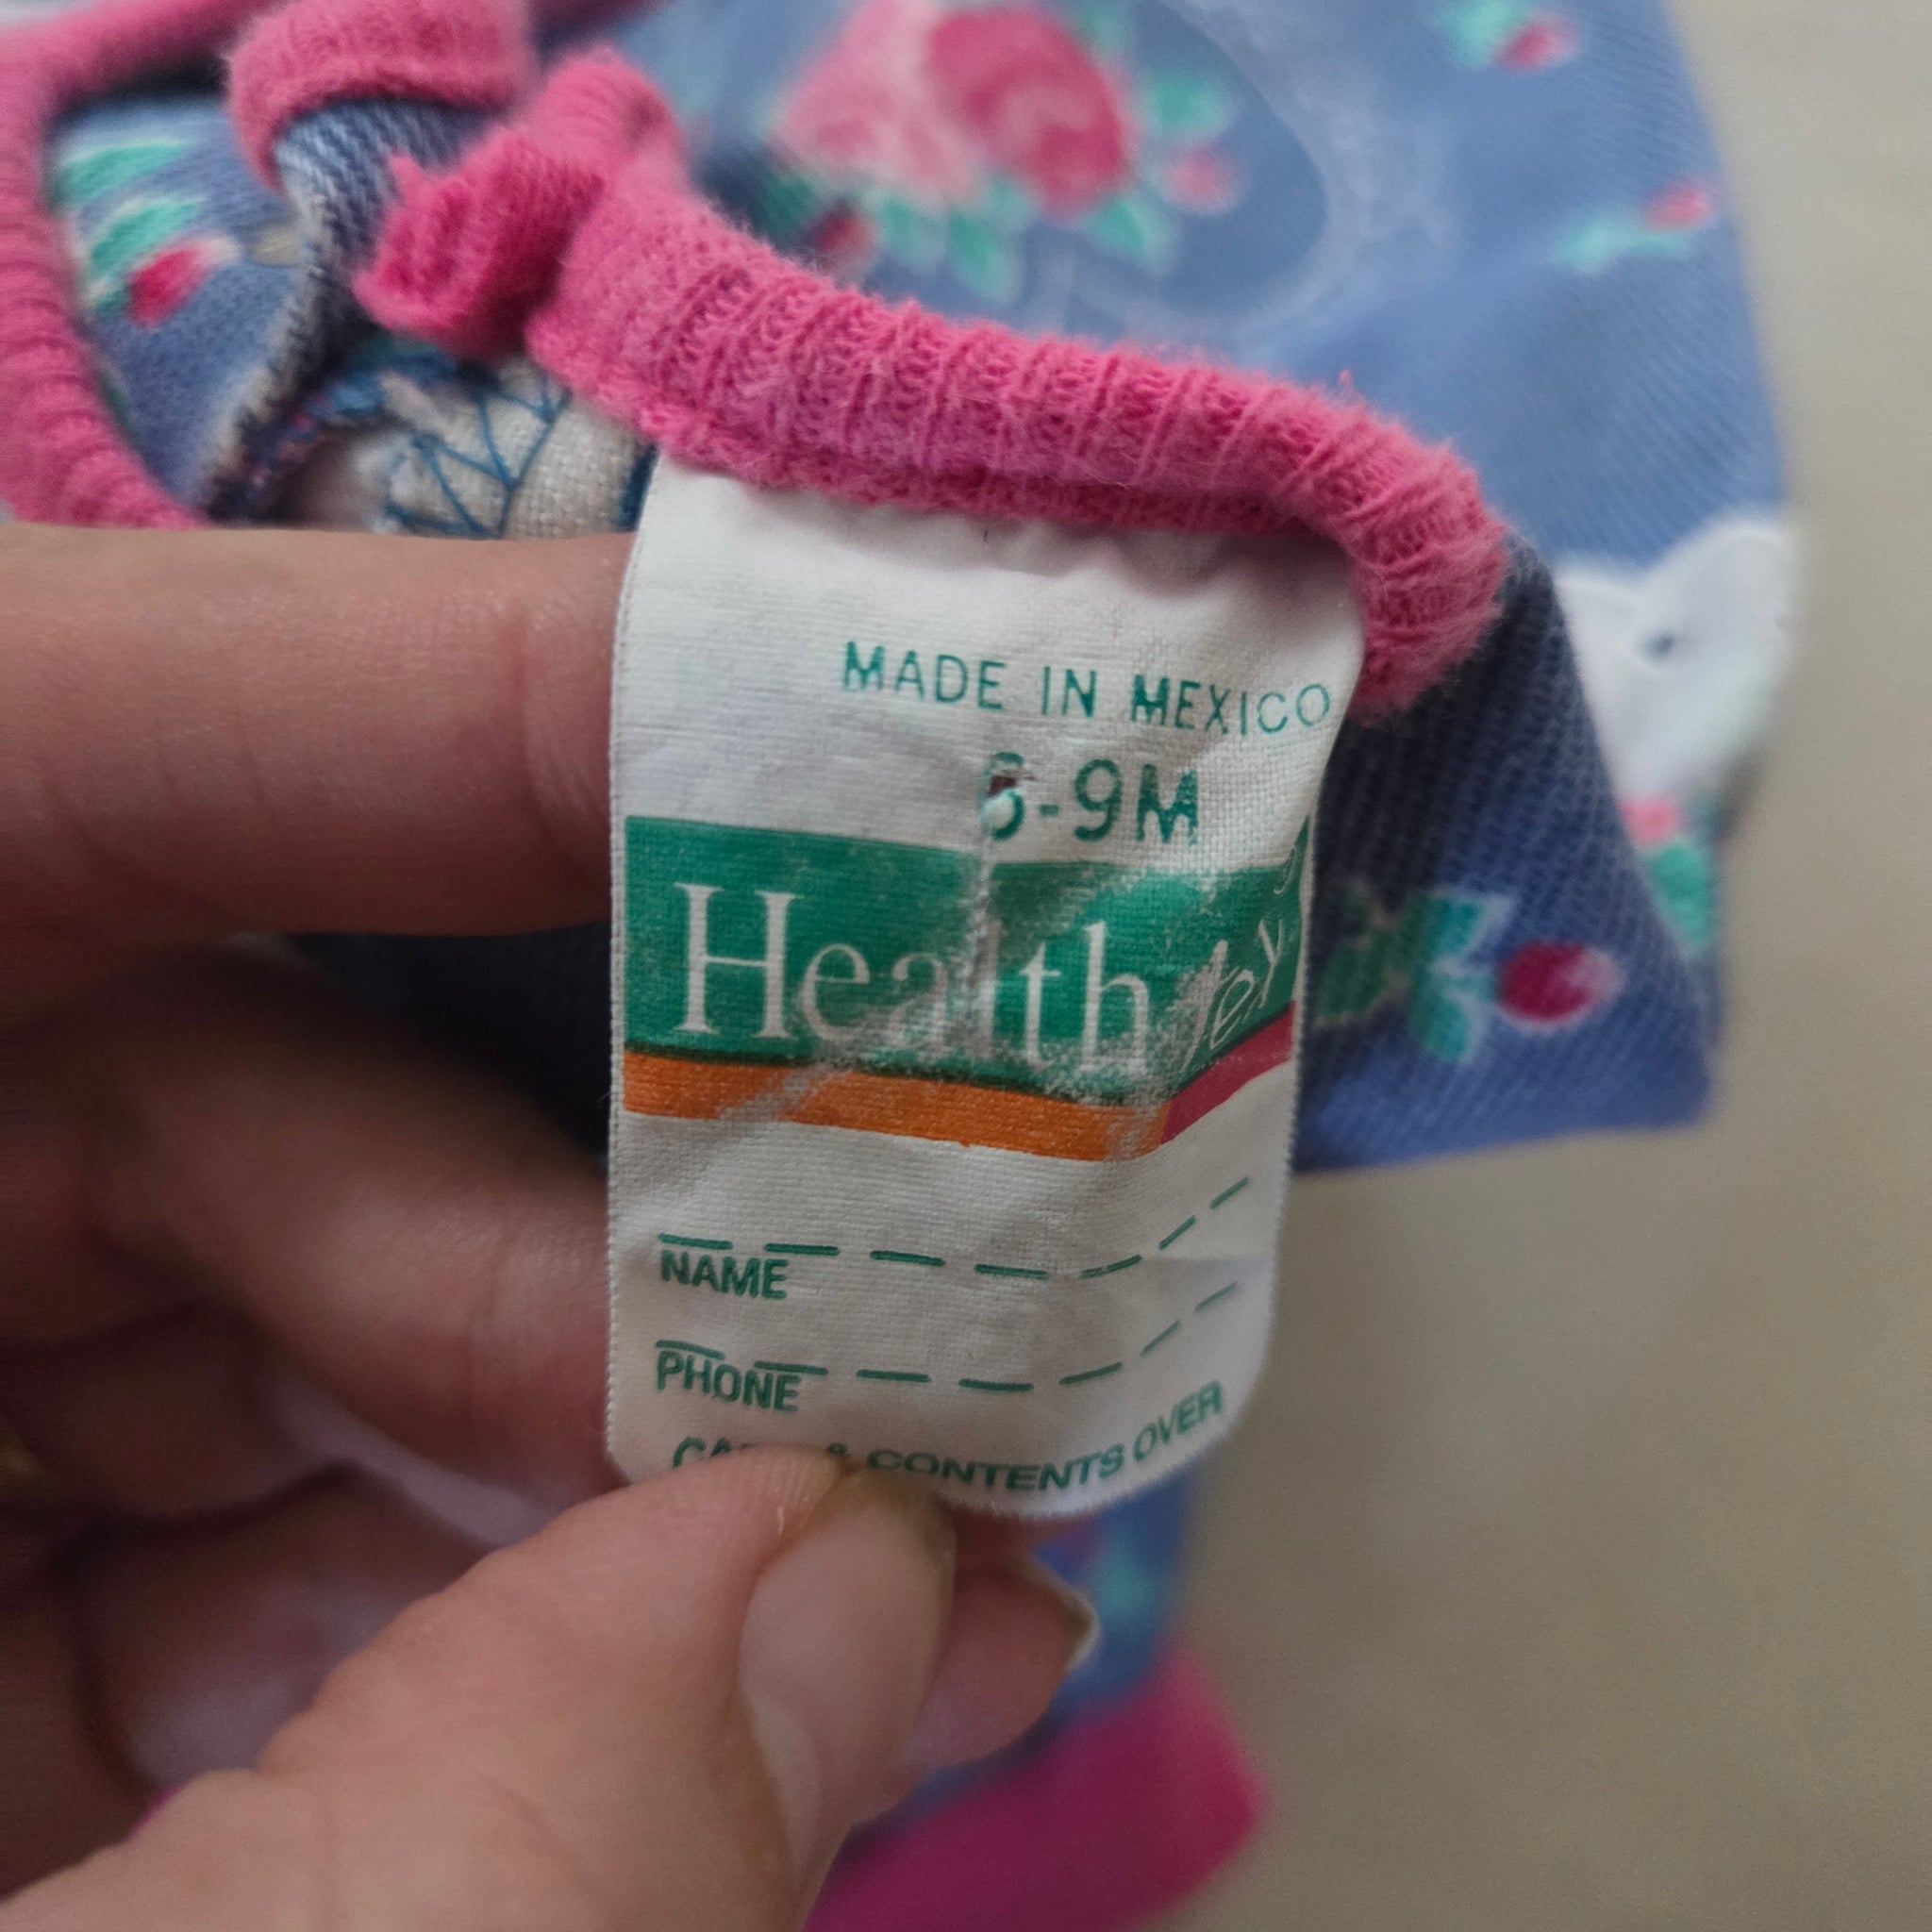 MADE IN MEXICO
6-9M
Healthtex
NAME
PHONE
& CONTENTS OVER